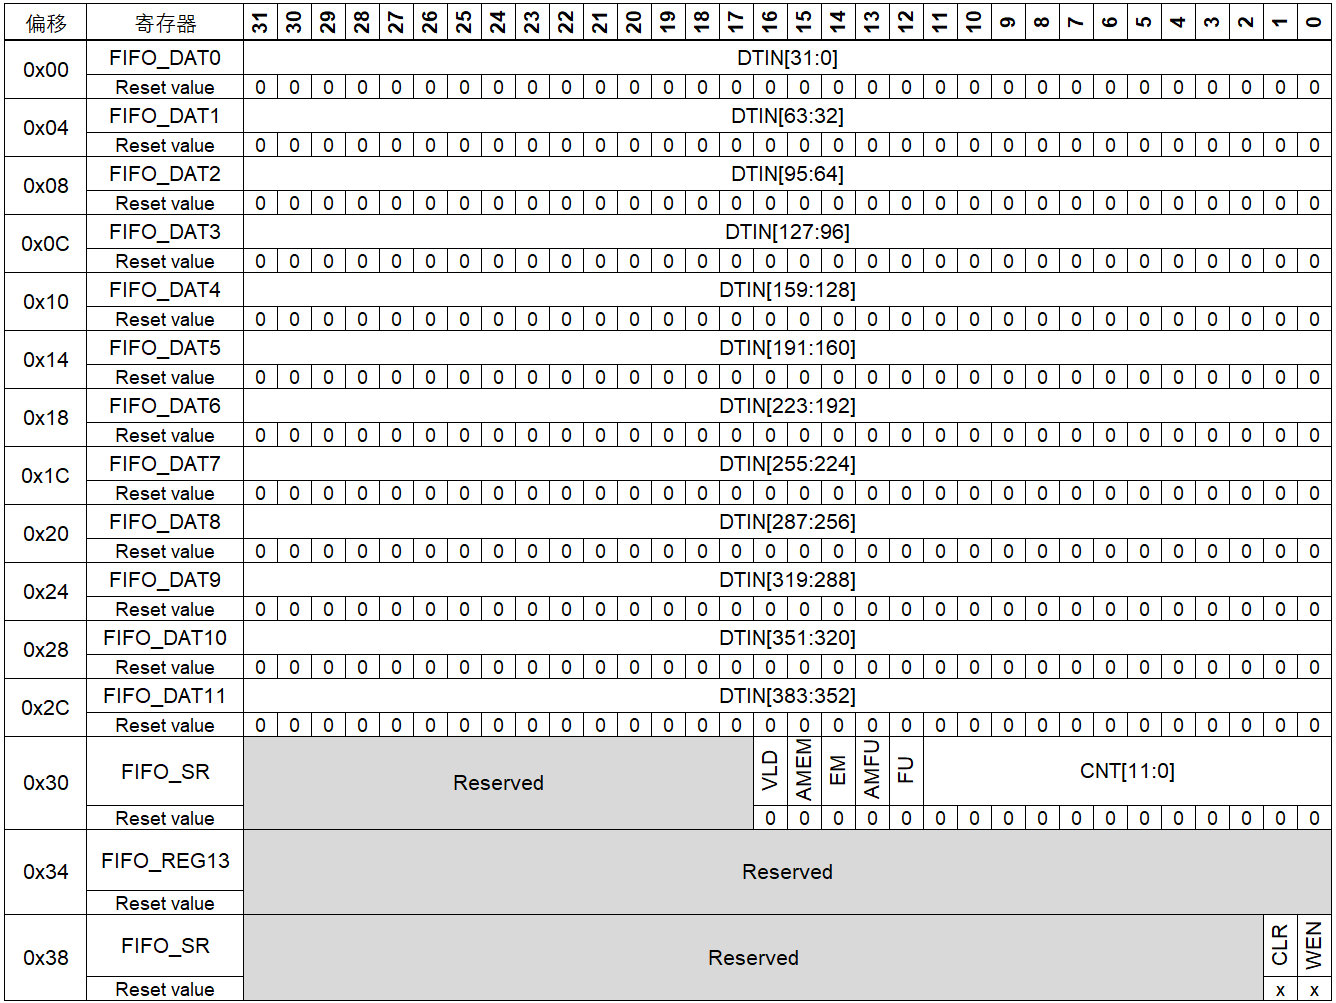 偏移 寄存器 31 30 29 28 27 26 25 24 23 22 21 20 19 18 17 16 15 14 13 12 11 10 9 8 7 6 5 4 3 2 1 0
0x00 FIFO_DAT0 DTIN[31:0]
Reset value 0 0 0 0 0 0 0 0 0 0 0 0 0 0 0 0 0 0 0 0 0 0 0 0 0 0 0 0 0 0 0 0
0x04 FIFO_DAT1 DTIN[63:32]
Reset value 0 0 0 0 0 0 0 0 0 0 0 0 0 0 0 0 0 0 0 0 0 0 0 0 0 0 0 0 0 0 0 0
0x08 FIFO_DAT2 DTIN[95:64]
Reset value 0 0 0 0 0 0 0 0 0 0 0 0 0 0 0 0 0 0 0 0 0 0 0 0 0 0 0 0 0 0 0 0
0x0C FIFO_DAT3 DTIN[127:96]
Reset value 0 0 0 0 0 0 0 0 0 0 0 0 0 0 0 0 0 0 0 0 0 0 0 0 0 0 0 0 0 0 0 0
0x10 FIFO_DAT4 DTIN[159:128]
Reset value 0 0 0 0 0 0 0 0 0 0 0 0 0 0 0 0 0 0 0 0 0 0 0 0 0 0 0 0 0 0 0 0
0x14 FIFO_DAT5 DTIN[191:160]
Reset value 0 0 0 0 0 0 0 0 0 0 0 0 0 0 0 0 0 0 0 0 0 0 0 0 0 0 0 0 0 0 0 0
0x18 FIFO_DAT6 DTIN[223:192]
Reset value 0 0 0 0 0 0 0 0 0 0 0 0 0 0 0 0 0 0 0 0 0 0 0 0 0 0 0 0 0 0 0 0
0x1C FIFO_DAT7 DTIN[255:224]
Reset value 0 0 0 0 0 0 0 0 0 0 0 0 0 0 0 0 0 0 0 0 0 0 0 0 0 0 0 0 0 0 0 0
0x20 FIFO_DAT8 DTIN[287:256]
Reset value 0 0 0 0 0 0 0 0 0 0 0 0 0 0 0 0 0 0 0 0 0 0 0 0 0 0 0 0 0 0 0 0
0x24 FIFO_DAT9 DTIN[319:288]
Reset value 0 0 0 0 0 0 0 0 0 0 0 0 0 0 0 0 0 0 0 0 0 0 0 0 0 0 0 0 0 0 0 0
0x28 FIFO_DAT10 DTIN[351:320]
Reset value 0 0 0 0 0 0 0 0 0 0 0 0 0 0 0 0 0 0 0 0 0 0 0 0 0 0 0 0 0 0 0 0
0x2C FIFO_DAT11 DTIN[383:352]
Reset value 0 0 0 0 0 0 0 0 0 0 0 0 0 0 0 0 0 0 0 0 0 0 0 0 0 0 0 0 0 0 0 0
0x30 FIFO_SR Reserved VLD AMEM EM AMFU FU CNT[11:0]
Reset value 0 0 0 0 0 0 0 0 0 0 0 0 0 0 0 0 0
0x34 FIFO_REG13 Reserved
Reset value
0x38 FIFO_SR Reserved CLR WEN
Reset value x x